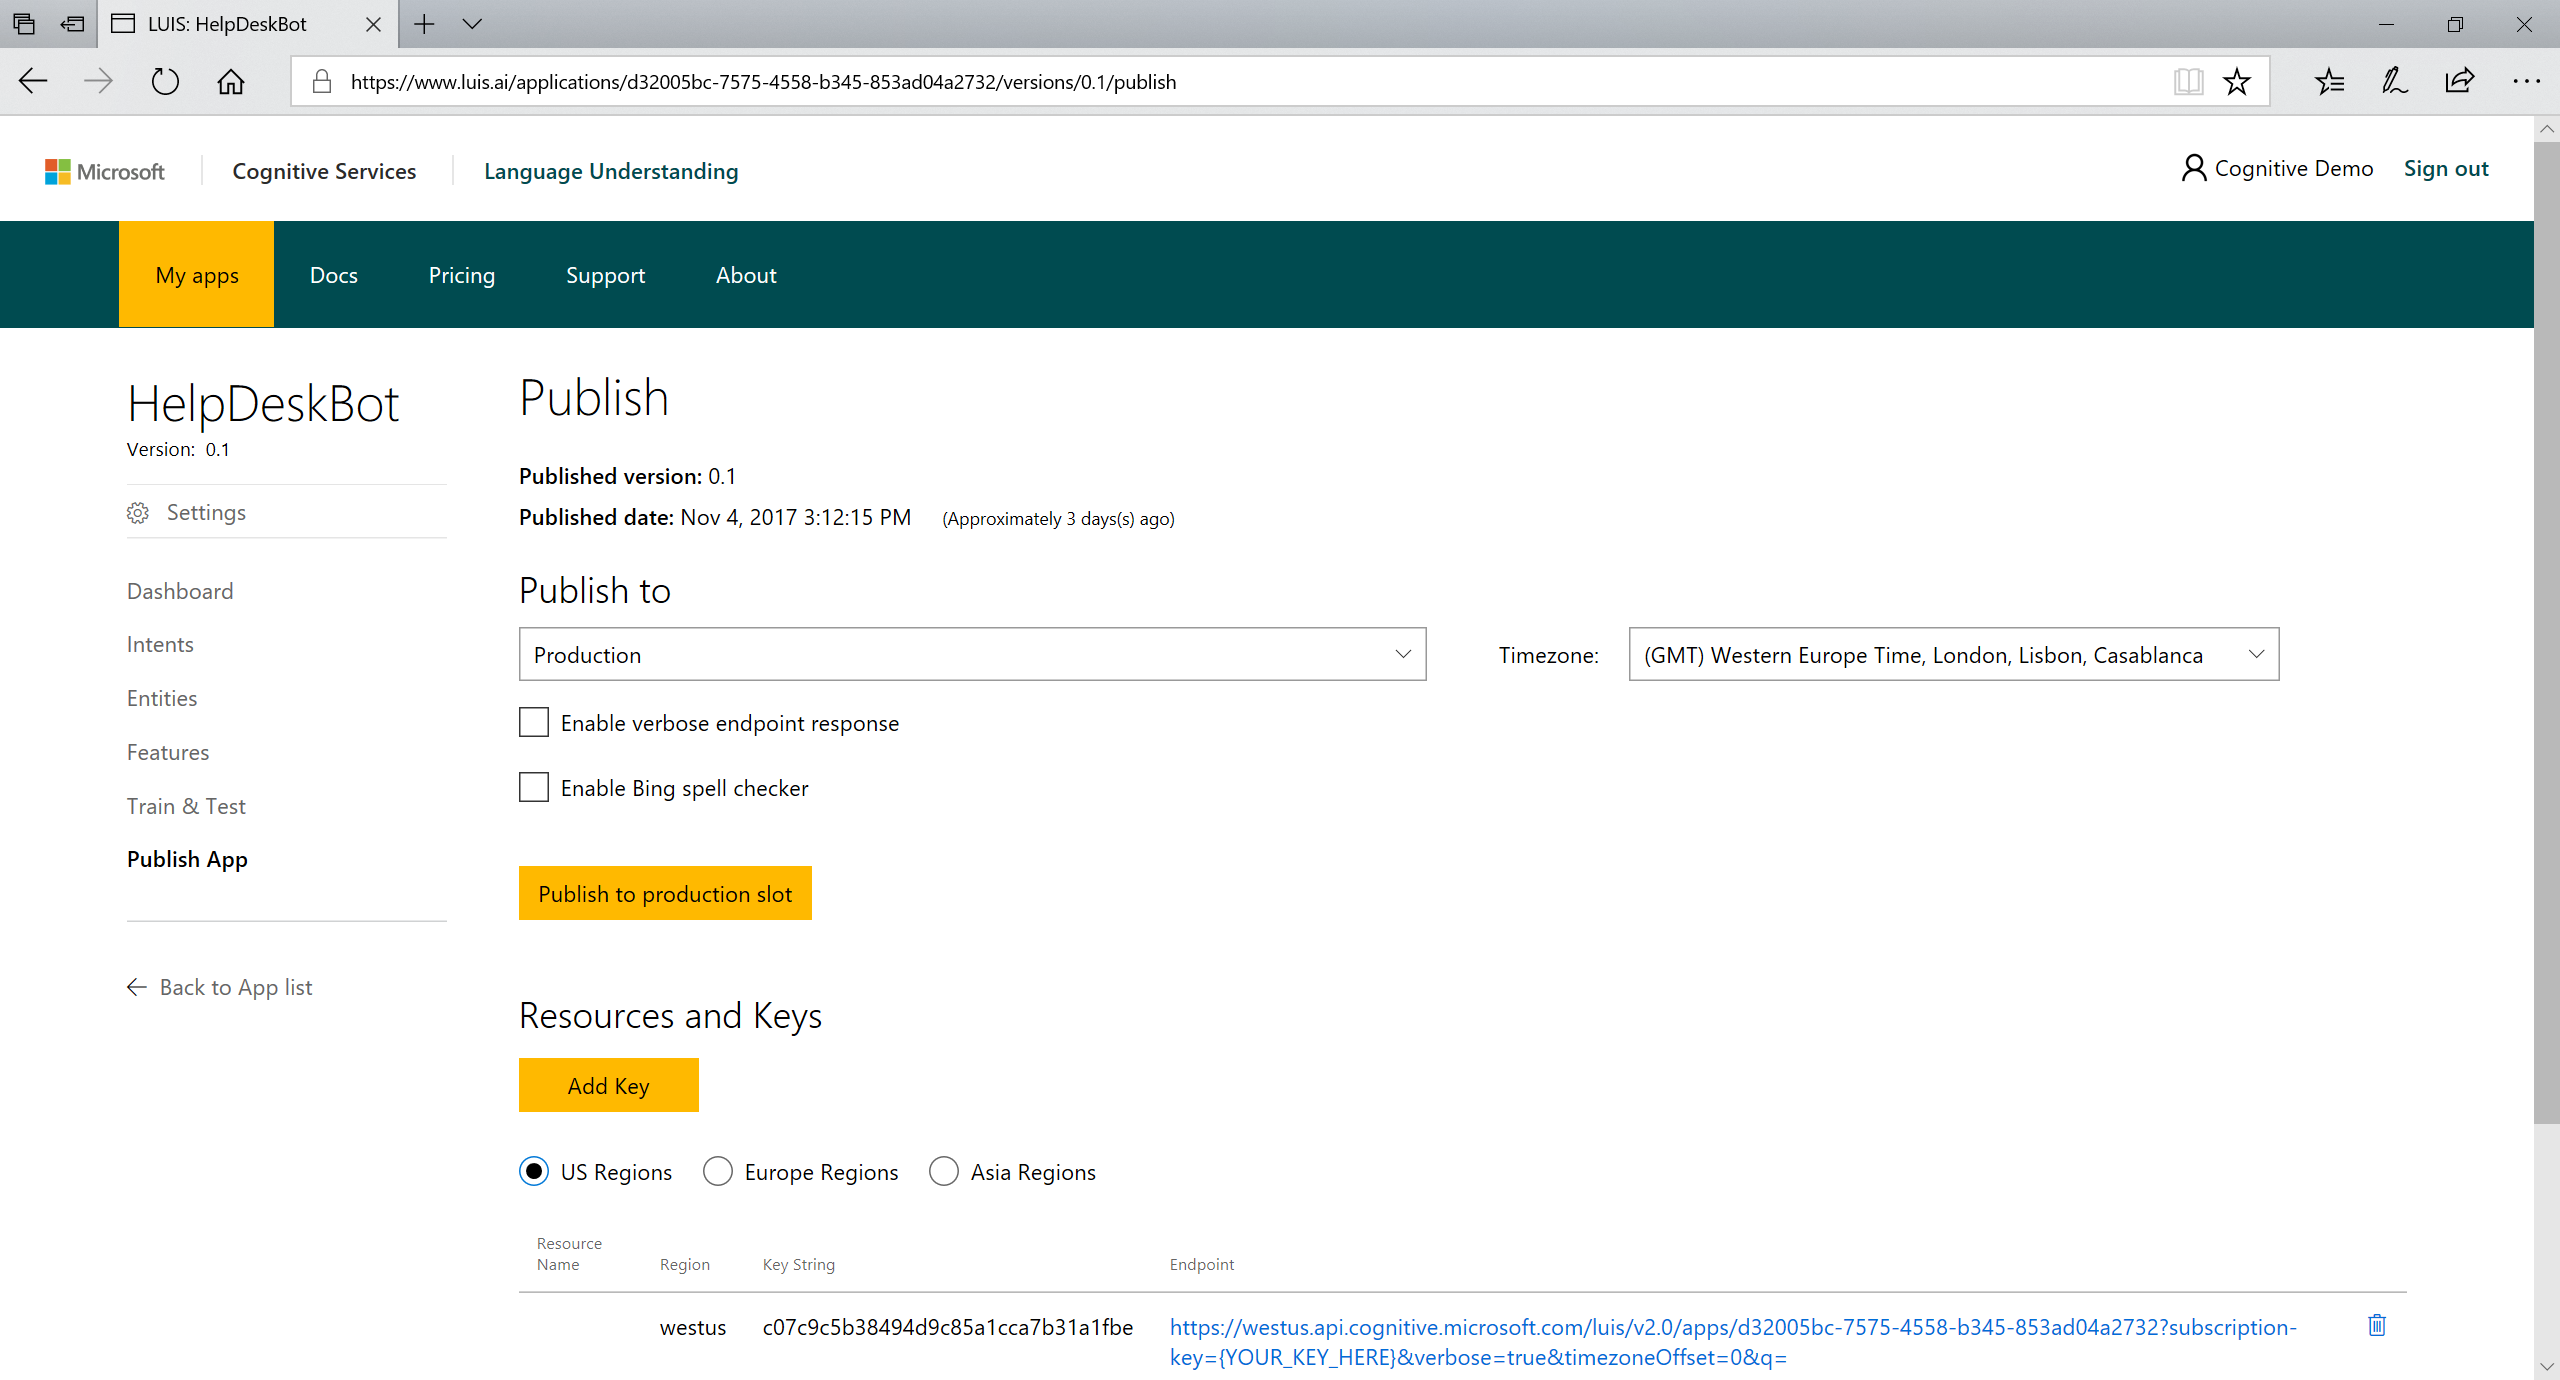 LUIS: HelpDeskBot
https://www.luis.ai/applications/d32005bc-7575-4558-b345-853ad04a2732/versions/0.1/publish
Microsoft
Cognitive Services
Language Understanding
Cognitive Demo
Sign out
My apps
Docs
Pricing
Support
About
HelpDeskBot
Version: 0.1
Settings
Dashboard
Intents
Entities
Features
Train & Test
Publish App
Back to App list
Publish
Published version: 0.1
Published date: Nov 4, 2017 3:12:15 PM (Approximately 3 days(s) ago)
Publish to
Production
Timezone:
(GMT) Western Europe Time, London, Lisbon, Casablanca
Enable verbose endpoint response
Enable Bing spell checker
Publish to production slot
Resources and Keys
Add Key
US Regions
Europe Regions
Asia Regions
Resource
Name
Region
Key String
Endpoint
westus
c07c9c5b38494d9c85a1cca7b31a1fbe
https://westus.api.cognitive.microsoft.com/luis/v2.0/apps/d32005bc-7575-4558-b345-853ad04a2732?subscription-
key={YOUR_KEY_HERE}&verbose=true&timezoneOffset=0&q=